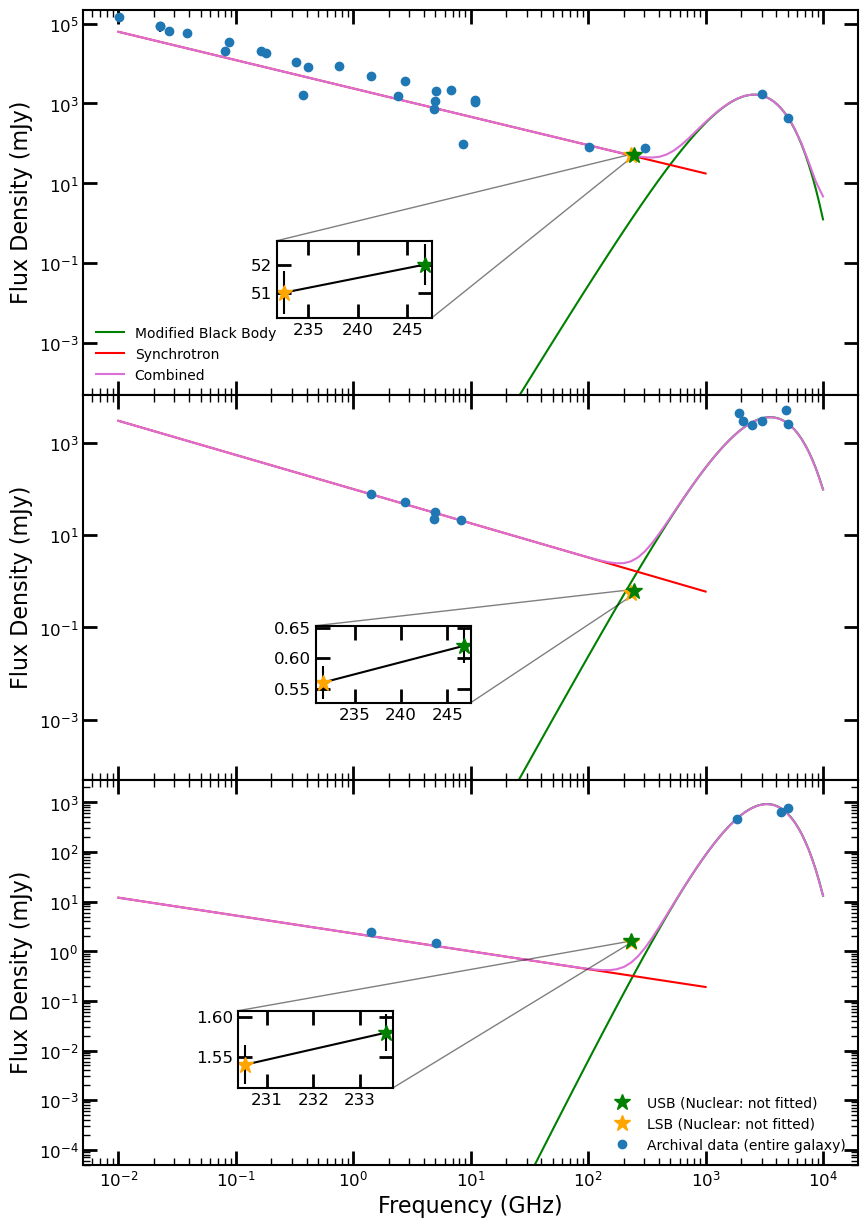 10^5
10^3
10^1
10^-1
10^-3
Flux Density (mJy)
52
51
235 240 245
Modified Black Body
Synchrotron
Combined
10^3
10^1
10^-1
10^-3
Flux Density (mJy)
0.65
0.60
0.55
235 240 245
10^3
10^2
10^1
10^0
10^-1
10^-2
10^-3
10^-4
Flux Density (mJy)
1.60
1.55
231 232 233
USB (Nuclear: not fitted)
LSB (Nuclear: not fitted)
Archival data (entire galaxy)
10^-2 10^-1 10^0 10^1 10^2 10^3 10^4
Frequency (GHz)